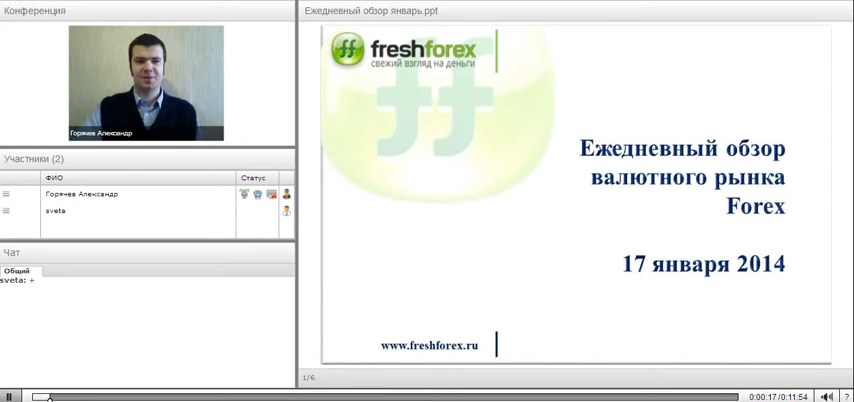 Конференция
Горячев Александр
Участники (2)
ФИО
Статус
Горячев Александр
sveta
Чат
Общий
sveta: +
Ежедневный обзор январь.ppt
freshforex
свежий взгляд на деньги
Ежедневный обзор
валютного рынка
Forex
17 января 2014
www.freshforex.ru
1/6
0:00:17/0:11:54
?